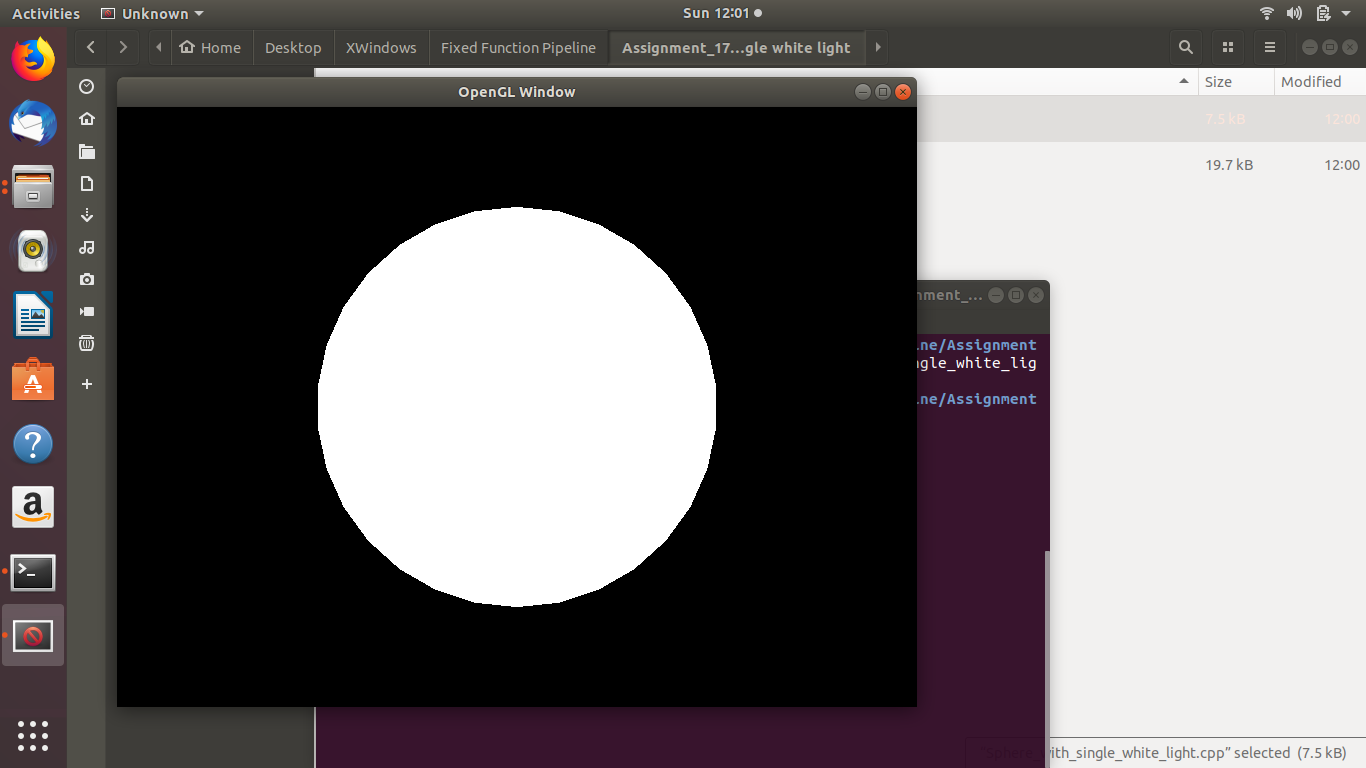 Activities Unknown Sun 12:01
Home Desktop XWindows Fixed Function Pipeline Assignment_17...gle white light
Size Modified
OpenGL Window
7.5 kB 12:00
19.7 kB 12:00
nment_...
ne/Assignment
ngle_white_lig
ne/Assignment
"Sphere_with_single_white_light.cpp" selected (7.5 kB)